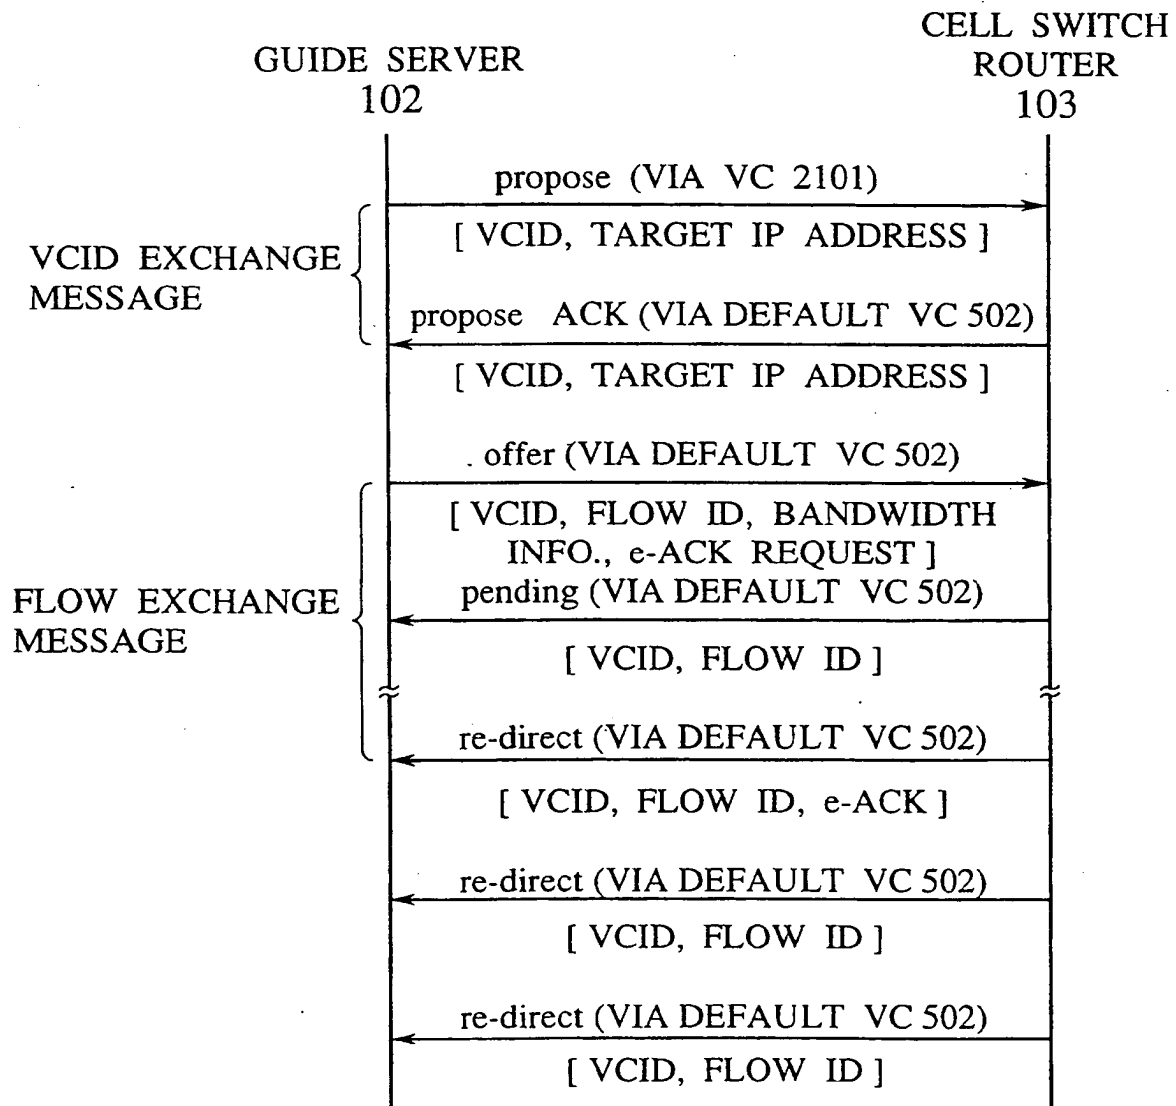 GUIDE SERVER
102
CELL SWITCH
ROUTER
103
propose (VIA VC 2101)
[ VCID, TARGET IP ADDRESS ]
VCID EXCHANGE
MESSAGE
propose ACK (VIA DEFAULT VC 502)
[ VCID, TARGET IP ADDRESS ]
offer (VIA DEFAULT VC 502)
[ VCID, FLOW ID, BANDWIDTH
INFO., e-ACK REQUEST ]
pending (VIA DEFAULT VC 502)
FLOW EXCHANGE
MESSAGE
[ VCID, FLOW ID ]
re-direct (VIA DEFAULT VC 502)
[ VCID, FLOW ID, e-ACK ]
re-direct (VIA DEFAULT VC 502)
[ VCID, FLOW ID ]
re-direct (VIA DEFAULT VC 502)
[ VCID, FLOW ID ]